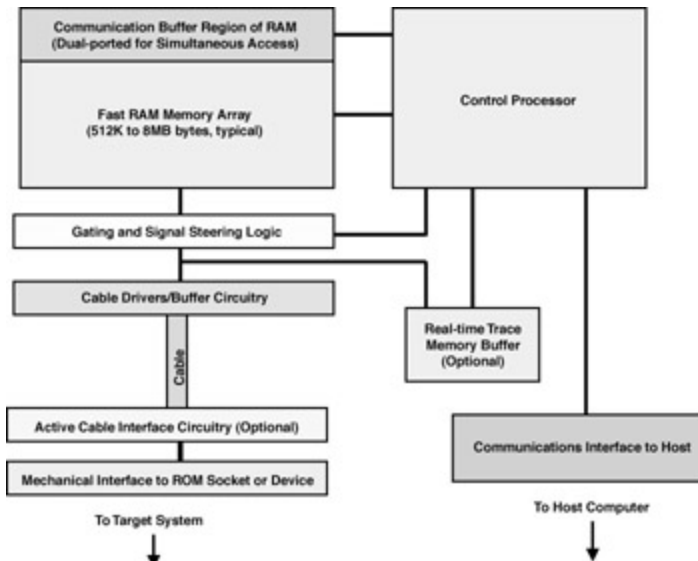 Communication Buffer Region of RAM
(Dual-ported for Simultaneous Access)
Fast RAM Memory Array
(512K to 8MB bytes, typical)
Control Processor
Gating and Signal Steering Logic
Cable Drivers/Buffer Circuitry
Real-time Trace
Memory Buffer
(Optional)
Cable
Active Cable Interface Circuitry (Optional)
Communications Interface to Host
Mechanical Interface to ROM Socket or Device
To Target System
To Host Computer